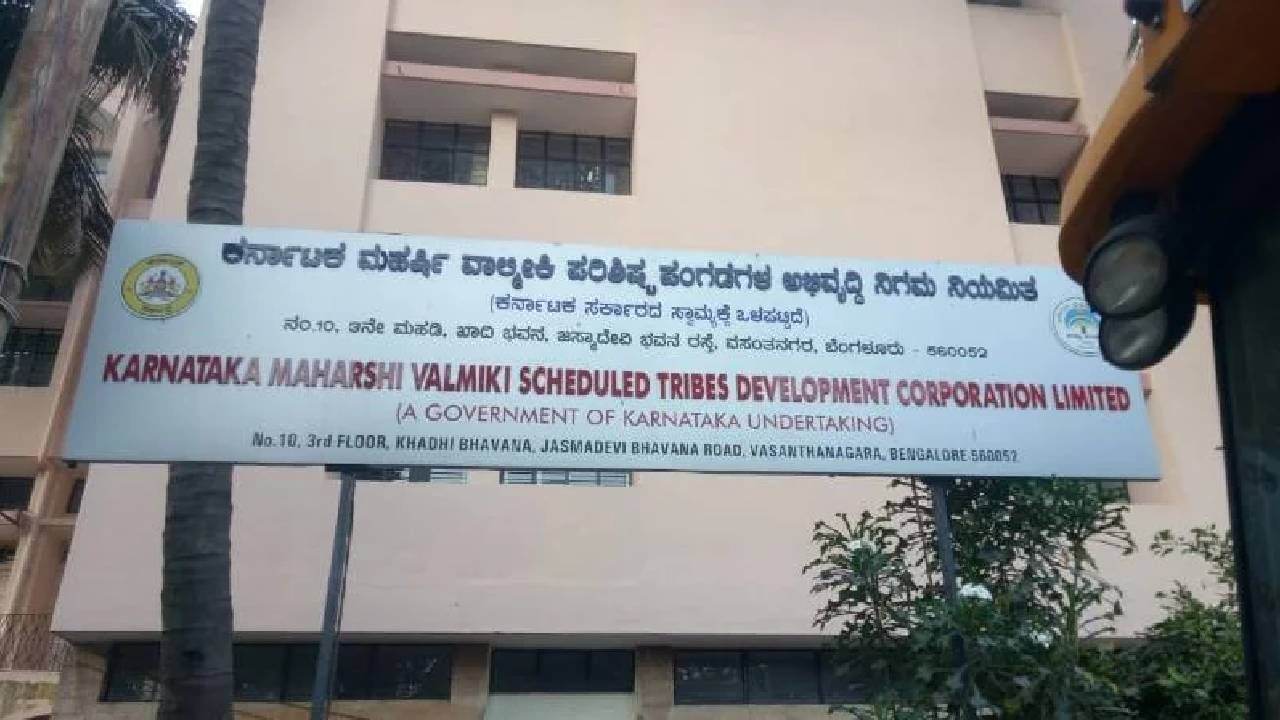 ಕರ್ನಾಟಕ ಮಹರ್ಷಿ ವಾಲ್ಮೀಕಿ ಪರಿಶಿಷ್ಟ ಪಂಗಡಗಳ ಅಭಿವೃದ್ಧಿ ನಿಗಮ ನಿಯಮಿತ
(ಕರ್ನಾಟಕ ಸರ್ಕಾರದ ಸ್ವಾಮ್ಯಕ್ಕೆ ಒಳಪಟ್ಟಿದೆ)
ನಂ.10, 3ನೇ ಮಹಡಿ, ಖಾದಿ ಭವನ, ಜಸ್ಮಾದೇವಿ ಭವನ ರಸ್ತೆ, ವಸಂತನಗರ, ಬೆಂಗಳೂರು - 560052
KARNATAKA MAHARSHI VALMIKI SCHEDULED TRIBES DEVELOPMENT CORPORATION LIMITED
(A GOVERNMENT OF KARNATAKA UNDERTAKING)
No.10, 3rd FLOOR, KHADHI BHAVANA, JASMADEVI BHAVANA ROAD, VASANTHANAGARA, BENGALORE 560052